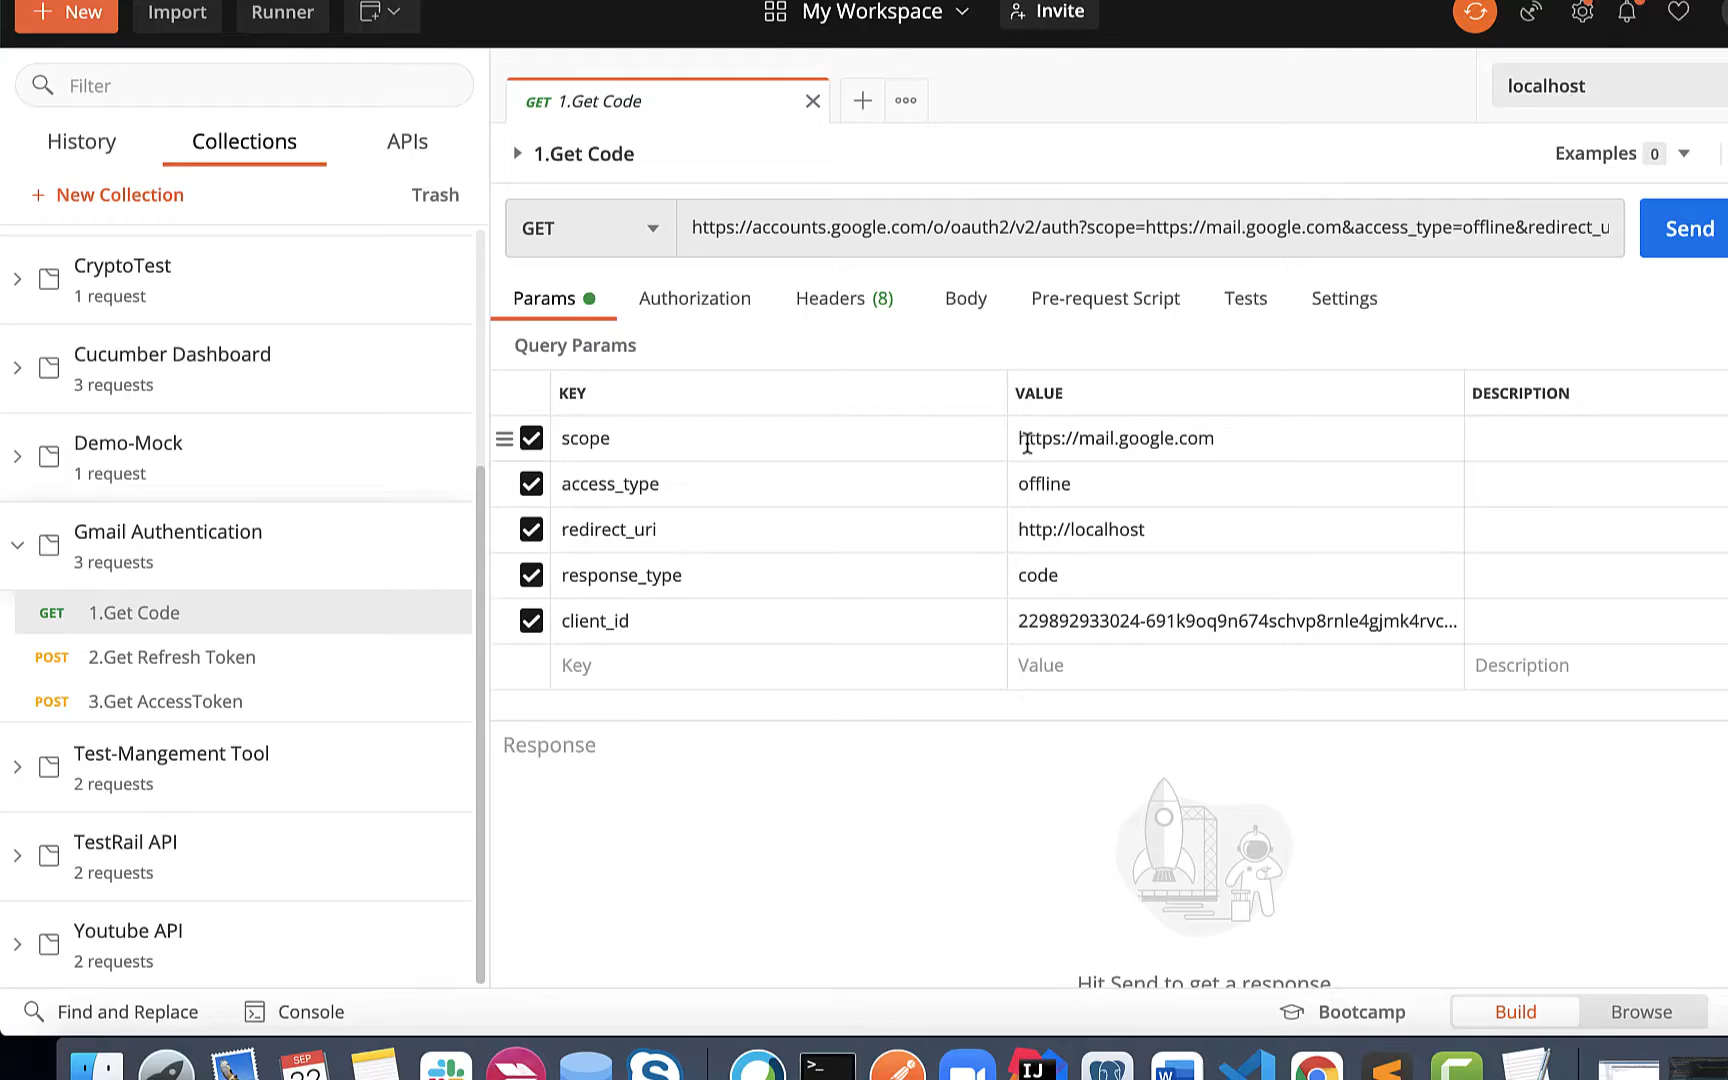 + New
Import
Runner
My Workspace
Invite
Filter
History
Collections
APIs
+ New Collection
Trash
CryptoTest
1 request
Cucumber Dashboard
3 requests
Demo-Mock
1 request
Gmail Authentication
3 requests
GET 1.Get Code
POST 2.Get Refresh Token
POST 3.Get AccessToken
Test-Mangement Tool
2 requests
TestRail API
2 requests
Youtube API
2 requests
GET 1.Get Code
localhost
1.Get Code
Examples 0
GET
https://accounts.google.com/o/oauth2/v2/auth?scope=https://mail.google.com&access_type=offline&redirect_u
Send
Params
Authorization
Headers (8)
Body
Pre-request Script
Tests
Settings
Query Params
KEY VALUE DESCRIPTION
scope https://mail.google.com
access_type offline
redirect_uri http://localhost
response_type code
client_id 229892933024-691k9oq9n674schvp8rnle4gjmk4rvc...
Key Value Description
Response
Hit Send to get a response
Find and Replace
Console
Bootcamp
Build
Browse
SEP
22
S
>_
IJ
W